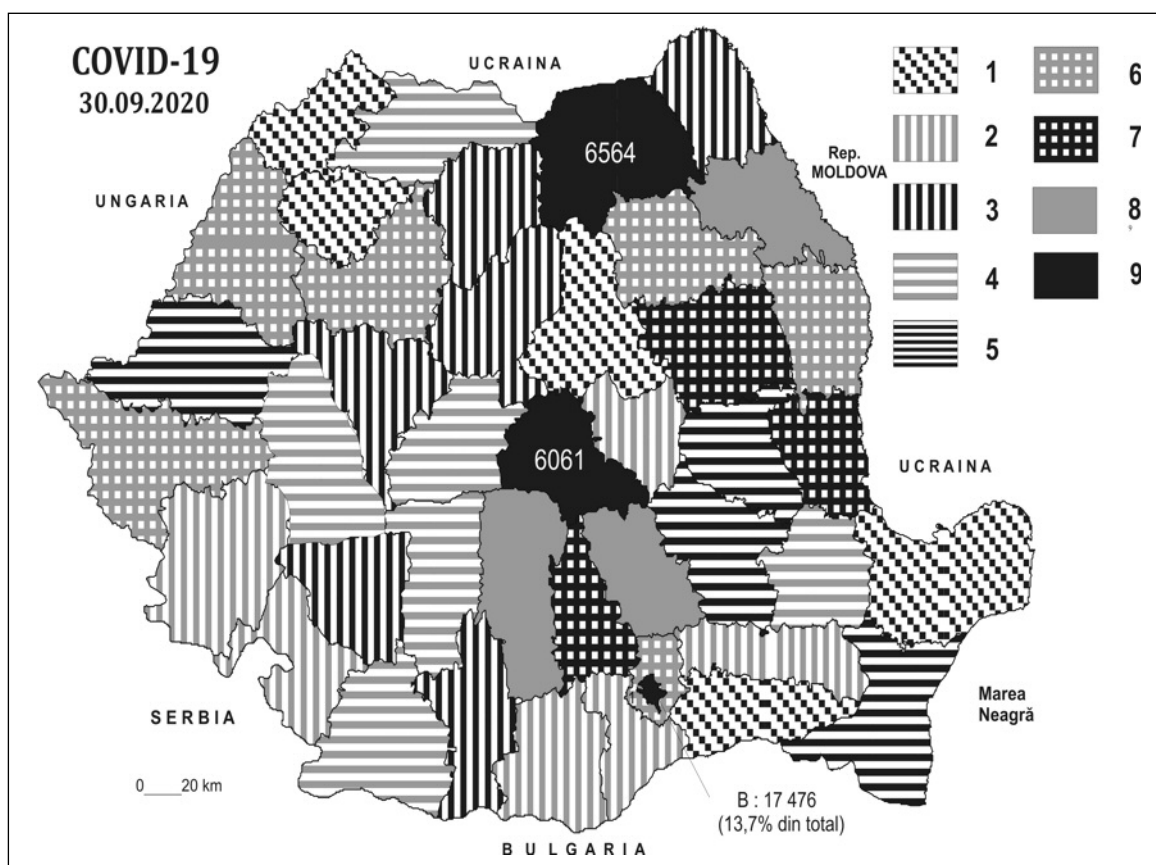 COVID-19
30.09.2020
UCRAINA
UNGARIA
Rep.
MOLDOVA
6564
6061
UCRAINA
SERBIA
Marea
Neagră
0 20 km
B : 17 476
(13,7% din total)
BULGARIA
1
2
3
4
5
6
7
8
9